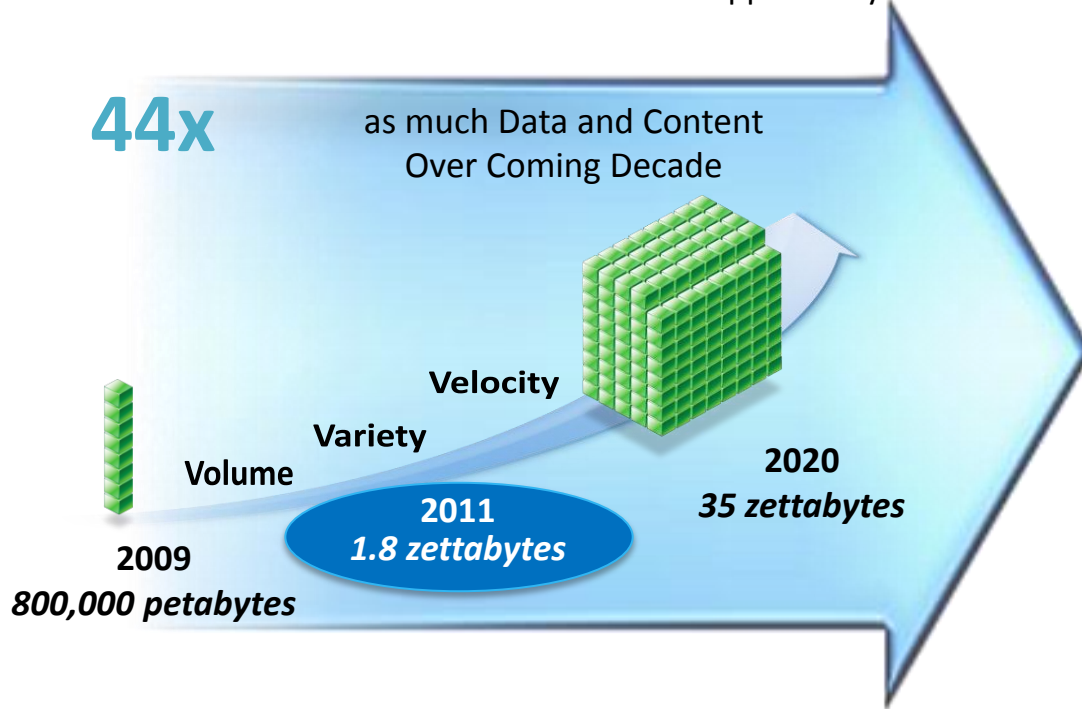 44x
as much Data and Content
Over Coming Decade
Velocity
Variety
Volume
2009
800,000 petabytes
2011
1.8 zettabytes
2020
35 zettabytes